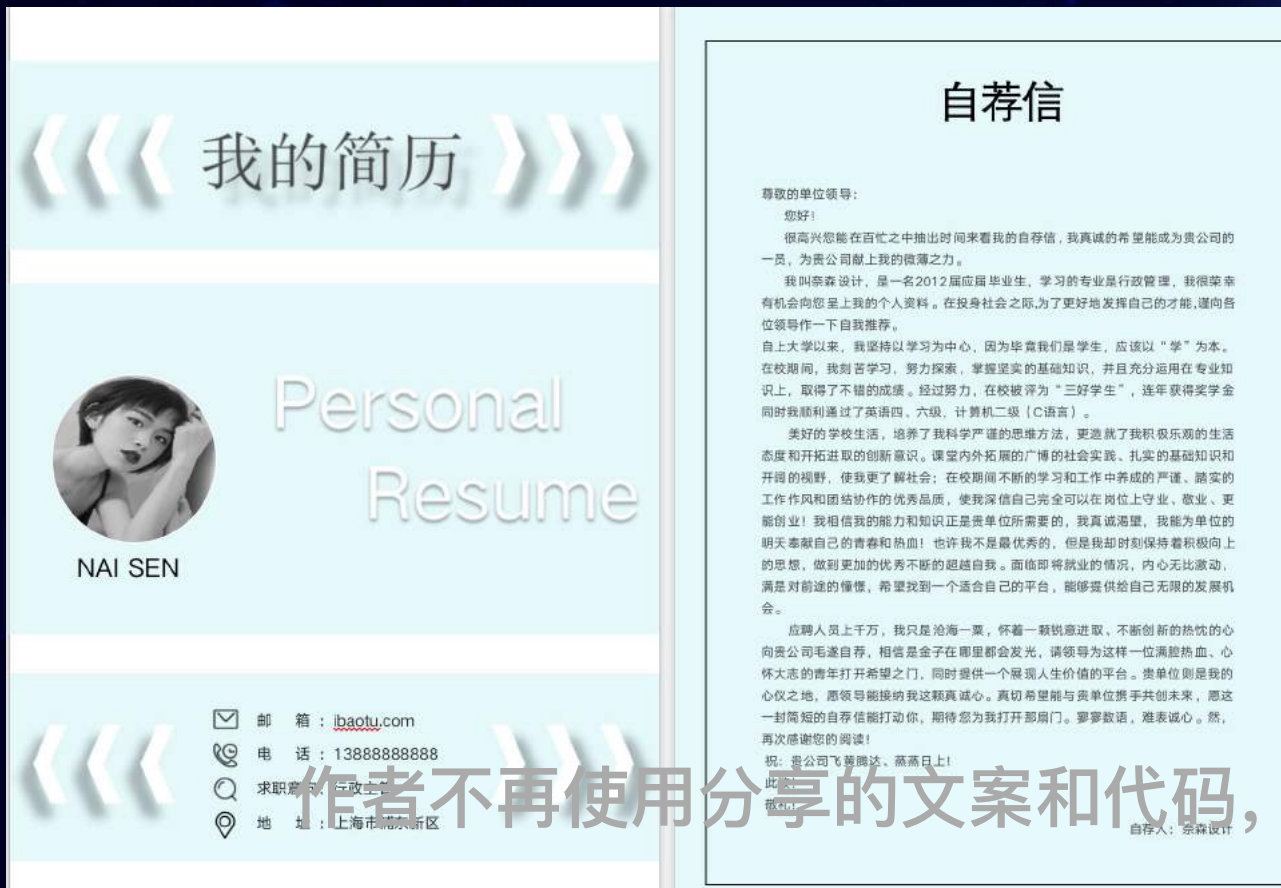 我的简历
Personal
Resume
NAI SEN
邮 箱：ibaotu.com
电 话：13888888888
求职意
地 址：上海市浦东新区
自荐信
尊敬的单位领导：
您好！
很高兴您能在百忙之中抽出时间来看我的自荐信，我真诚的希望能成为贵公司的
一员，为贵公司献上我的微薄之力。
我叫奈森设计，是一名2012届应届毕业生，学习的专业是行政管理，我很荣幸
有机会向您呈上我的个人资料。在投身社会之际,为了更好地发挥自己的才能,谨向各
位领导作一下自我推荐。
自上大学以来，我坚持以学习为中心，因为毕竟我们是学生，应该以“学”为本。
在校期间，我刻苦学习，努力探索，掌握坚实的基础知识，并且充分运用在专业知
识上，取得了不错的成绩。经过努力，在校被评为“三好学生”，连年获得奖学金
同时我顺利通过了英语四、六级，计算机二级（C语言）。
美好的学校生活，培养了我科学严谨的思维方法，更造就了我积极乐观的生活
态度和开拓进取的创新意识。课堂内外拓展的广博的社会实践、扎实的基础知识和
开阔的视野，使我更了解社会；在校期间不断的学习和工作中养成的严谨、踏实的
工作作风和团结协作的优秀品质，使我深信自己完全可以在岗位上守业、敬业、更
能创业！我相信我的能力和知识正是贵单位所需要的，我真诚渴望，我能为单位的
明天奉献自己的青春和热血！也许我不是最优秀的，但是我却时刻保持着积极向上
的思想，做到更加的优秀不断的超越自我。面临即将就业的情况，内心无比激动，
满是对前途的憧憬，希望找到一个适合自己的平台，能够提供给自己无限的发展机
会。
应聘人员上千万，我只是沧海一粟，怀着一颗锐意进取、不断创新的热忱的心
向贵公司毛遂自荐，相信是金子在哪里都会发光，请领导为这样一位满腔热血、心
怀大志的青年打开希望之门，同时提供一个展现人生价值的平台。贵单位则是我的
心仪之地，愿领导能接纳我这颗真诚心。真切希望能与贵单位携手共创未来，愿这
一封简短的自荐信能打动你，期待您为我打开那扇门。寥寥数语，难表诚心。然，
再次感谢您的阅读！
祝：贵公司飞黄腾达、蒸蒸日上！
此
敬礼！
自荐人：奈森设计
作者不再使用分享的文案和代码，